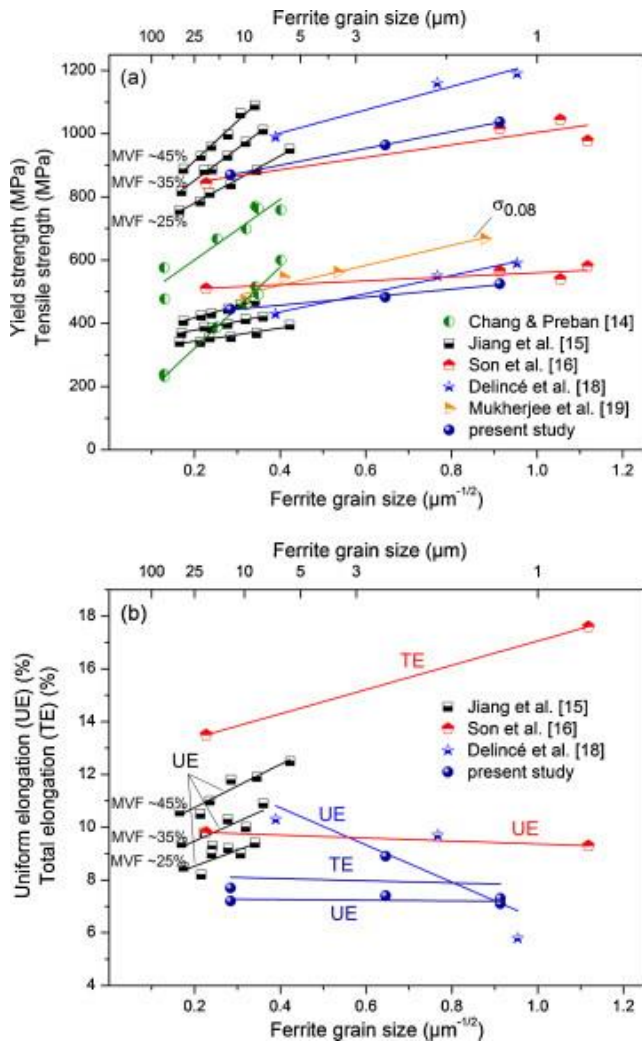 Ferrite grain size (µm)
100 25 10 5 3 1
(a)
1200
1000
800
600
400
200
0
Yield strength (MPa)
Tensile strength (MPa)
MVF ~45%
MVF ~35%
MVF ~25%
σ0.08
Chang & Preban [14]
Jiang et al. [15]
Son et al. [16]
Delincé et al. [18]
Mukherjee et al. [19]
present study
0.2 0.4 0.6 0.8 1.0 1.2
Ferrite grain size (µm-1/2)
Ferrite grain size (µm)
100 25 10 5 3 1
(b)
18
16
14
12
10
8
6
4
Uniform elongation (UE) (%)
Total elongation (TE) (%)
TE
Jiang et al. [15]
Son et al. [16]
Delincé et al. [18]
present study
UE
MVF ~45%
MVF ~35%
MVF ~25%
UE
UE
TE
UE
0.2 0.4 0.6 0.8 1.0 1.2
Ferrite grain size (µm-1/2)